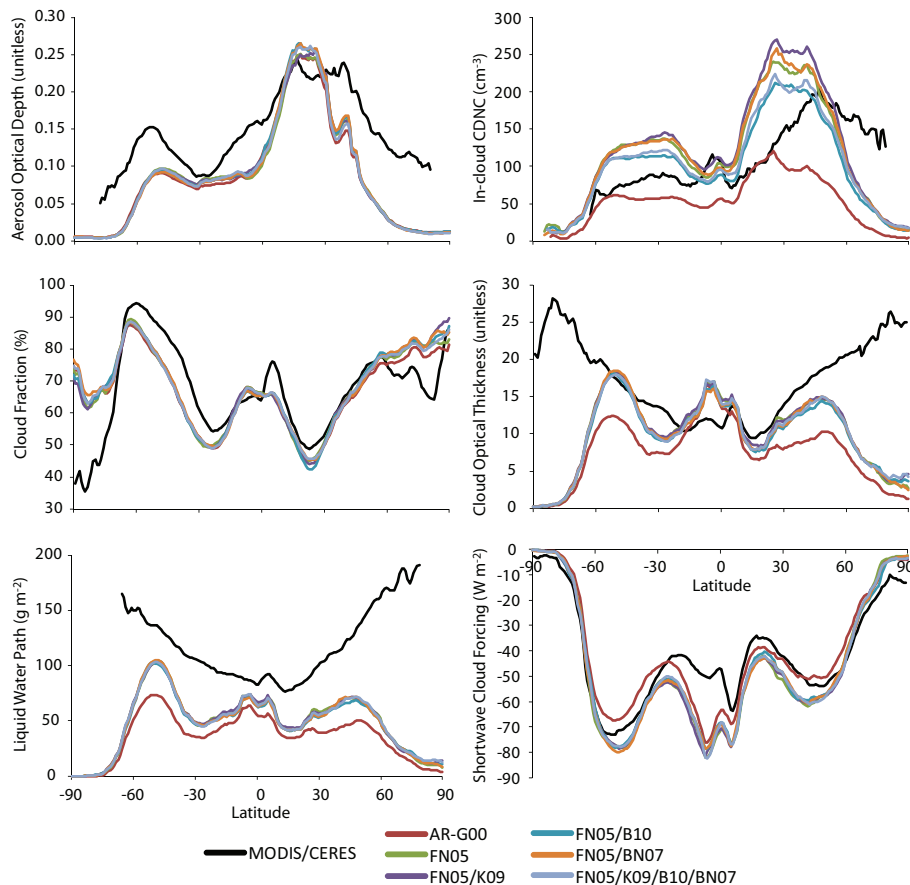 Aerosol Optical Depth (unitless)
0.30
0.25
0.20
0.15
0.10
0.05
0.00
In-cloud CDNC (cm-3)
300
250
200
150
100
50
0
Cloud Fraction (%)
100
90
80
70
60
50
40
30
Cloud Optical Thickness (unitless)
30
25
20
15
10
5
0
Liquid Water Path (g m-2)
200
150
100
50
0
-90 -60 -30 0 30 60 90
Latitude
Shortwave Cloud Forcing (W m-2)
0
-10
-20
-30
-40
-50
-60
-70
-80
-90
-90 -60 -30 0 30 60 90
Latitude
MODIS/CERES
AR-G00
FN05
FN05/K09
FN05/B10
FN05/BN07
FN05/K09/B10/BN07